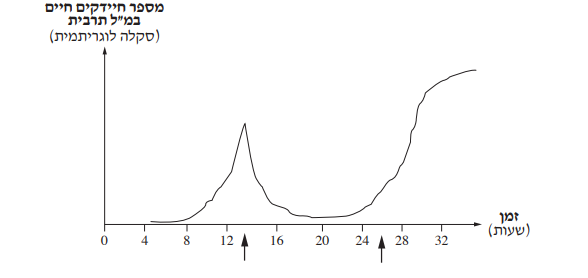 מספר חיידקים חיים
במ"ל תרבית
(סקלה לוגריתמית)
0 4 8 12 16 20 24 28 32
זמן
(שעות)